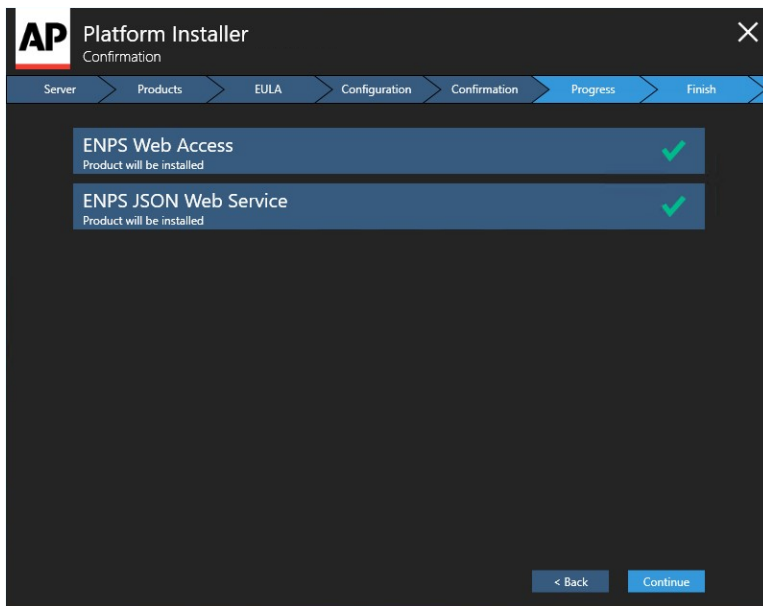 AP
Platform Installer
Confirmation
Server Products EULA Configuration Confirmation Progress Finish
ENPS Web Access
Product will be installed
ENPS JSON Web Service
Product will be installed
< Back Continue